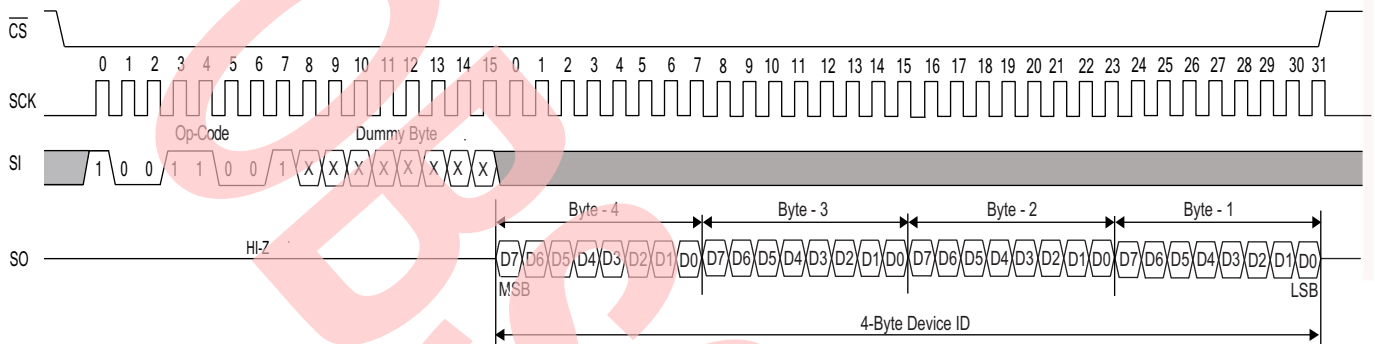 CS
0 1 2 3 4 5 6 7 8 9 10 11 12 13 14 15 0 1 2 3 4 5 6 7 8 9 10 11 12 13 14 15 16 17 18 19 20 21 22 23 24 25 26 27 28 29 30 31
SCK
Op-Code Dummy Byte
SI 1 0 0 1 1 0 0 1 X X X X X X X X
Byte - 4 Byte - 3 Byte - 2 Byte - 1
HI-Z
SO D7 D6 D5 D4 D3 D2 D1 D0 D7 D6 D5 D4 D3 D2 D1 D0 D7 D6 D5 D4 D3 D2 D1 D0 D7 D6 D5 D4 D3 D2 D1 D0
MSB LSB
4-Byte Device ID